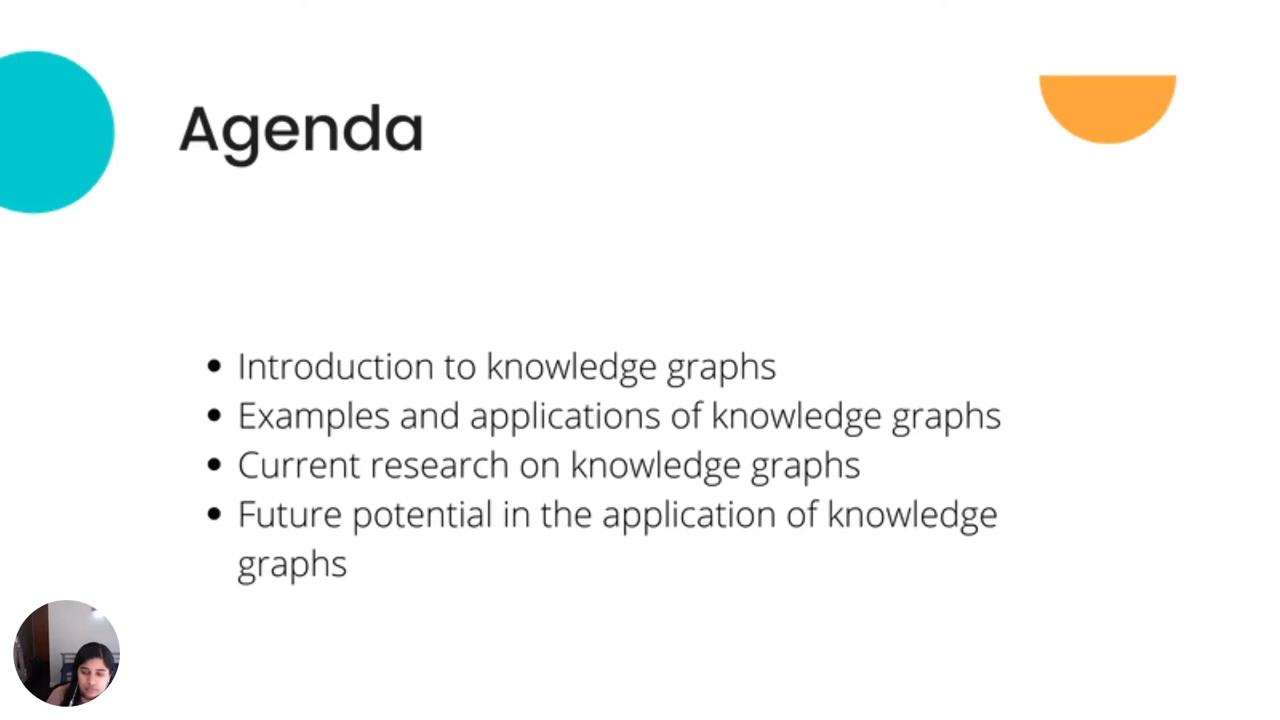 Agenda
• Introduction to knowledge graphs
• Examples and applications of knowledge graphs
• Current research on knowledge graphs
• Future potential in the application of knowledge
graphs